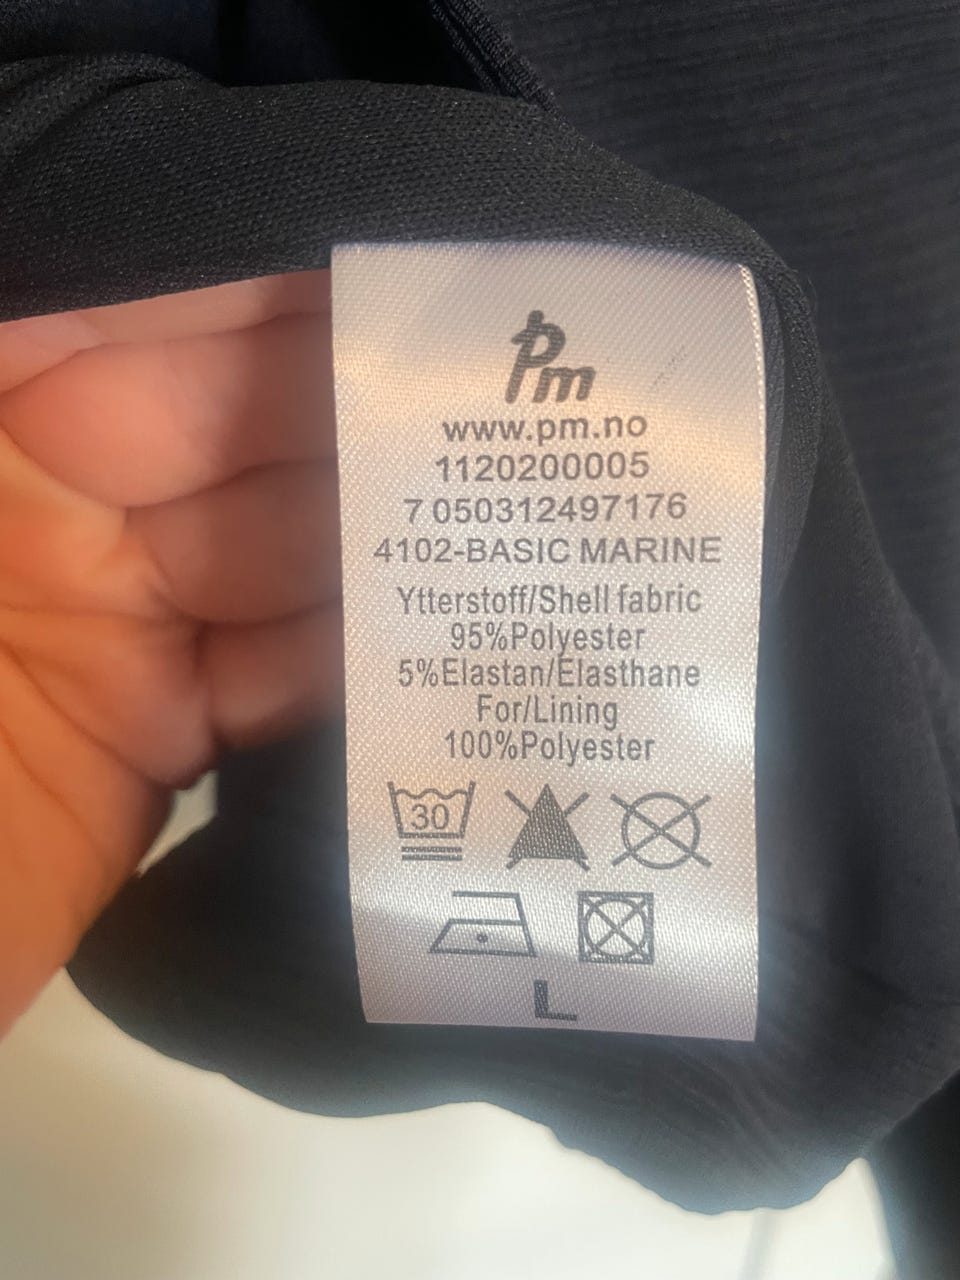 Pm
www.pm.no
1120200005
7 050312497176
4102-BASIC MARINE
Ytterstoff/Shell fabric
95%Polyester
5%Elastan/Elasthane
For/Lining
100%Polyester
30
L